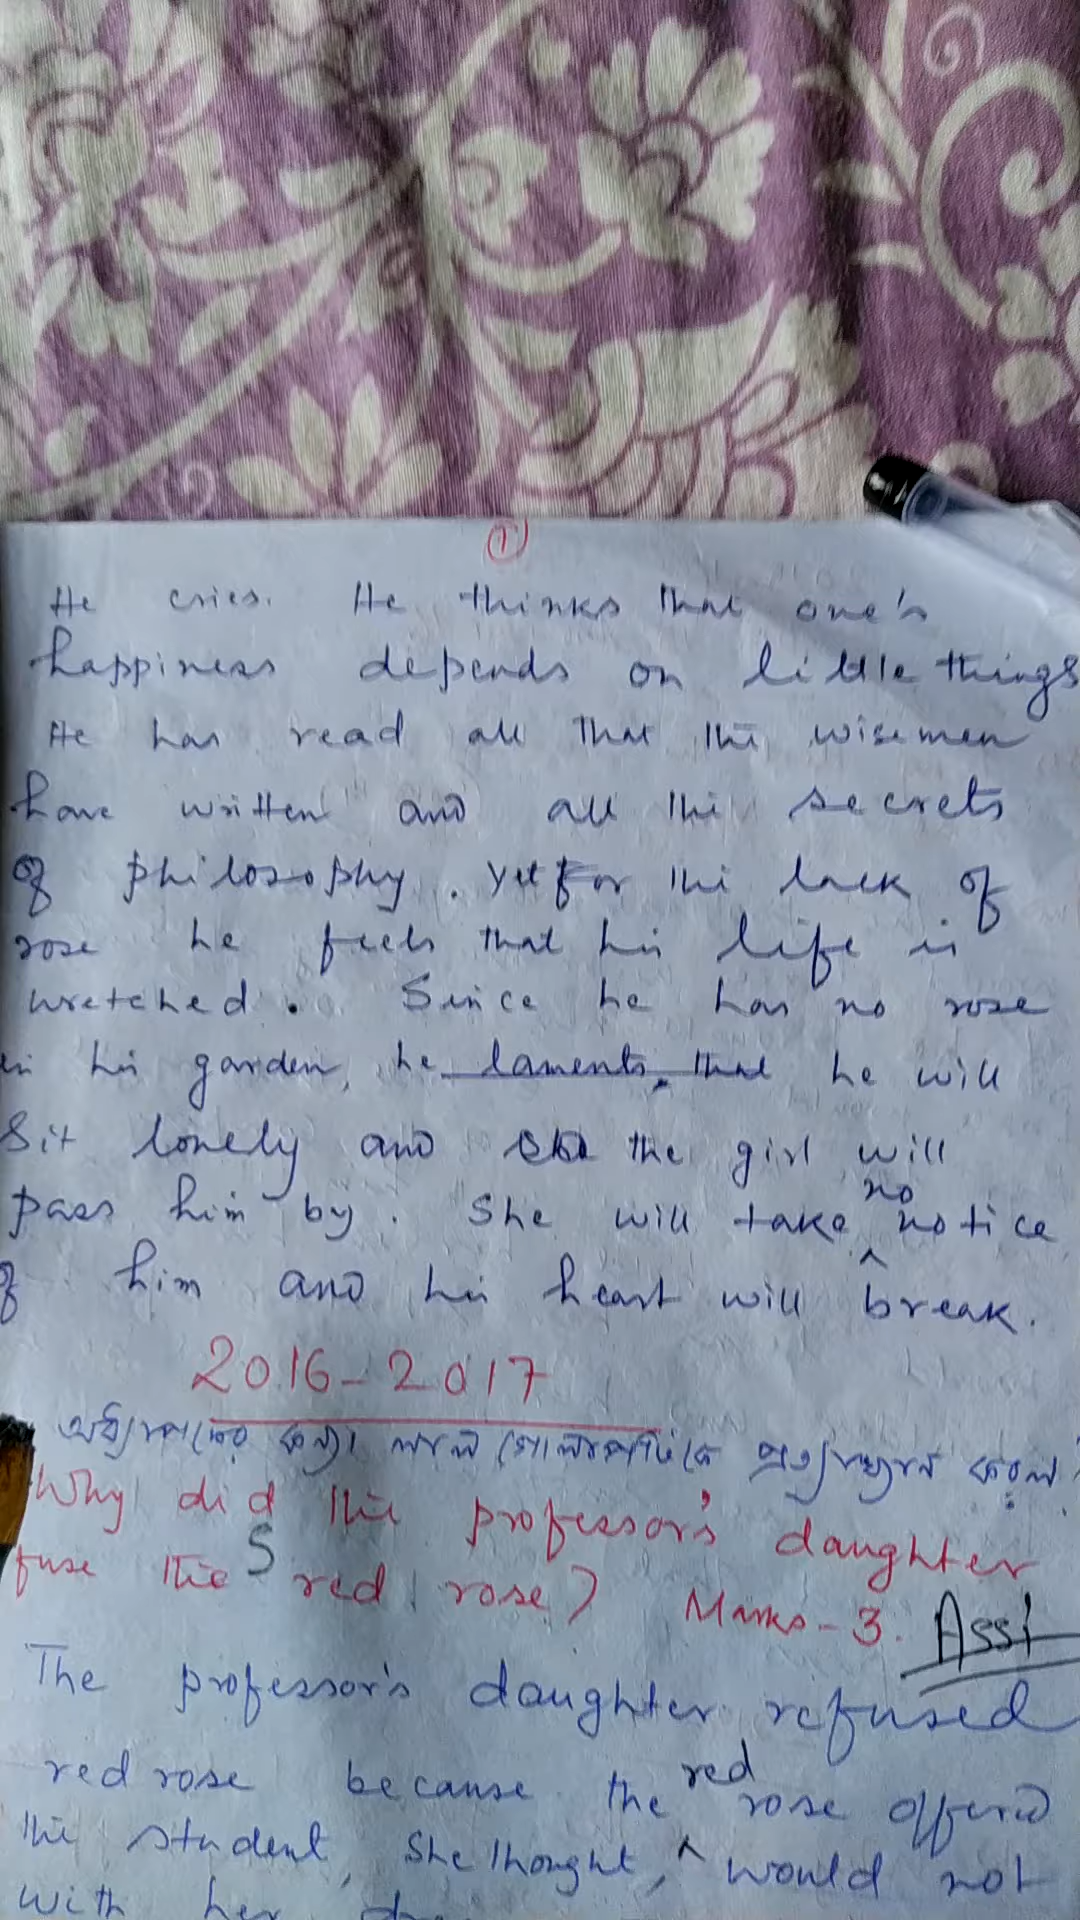 1
He cries. He thinks that one's
happiness depends on little things
He has read all that the wisemen
have written and all the secrets
of philosophy. Yet for the lack of
rose he feels that his life is
wretched. Since he has no rose
in his garden, he laments, that he will
Sit lonely and the girl will
pass him by. She will take no notice
of him and his heart will break.
2016-2017
কন্যা
Why did the professor's daughter
fuse the red rose? Marks-3. Assi
The professor's daughter refused
red rose because the red rose offered
the student, she thought, would not
with her